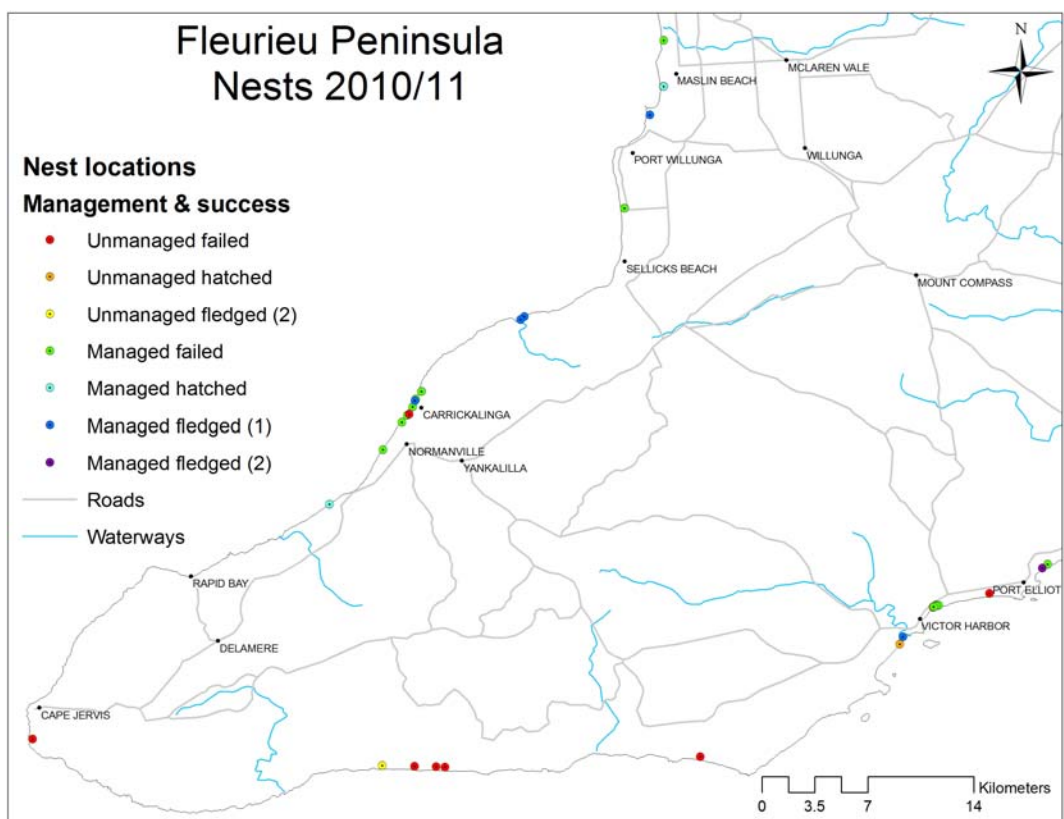 Fleurieu Peninsula
Nests 2010/11
N
Nest locations
Management & success
Unmanaged failed
Unmanaged hatched
Unmanaged fledged (2)
Managed failed
Managed hatched
Managed fledged (1)
Managed fledged (2)
Roads
Waterways
MCLAREN VALE
MASLIN BEACH
PORT WILLUNGA
WILLUNGA
SELLICKS BEACH
MOUNT COMPASS
CARRICKALINGA
NORMANVILLE
YANKALILLA
RAPID BAY
PORT ELLIOT
VICTOR HARBOR
DELAMERE
CAPE JERVIS
Kilometers
0 3.5 7 14